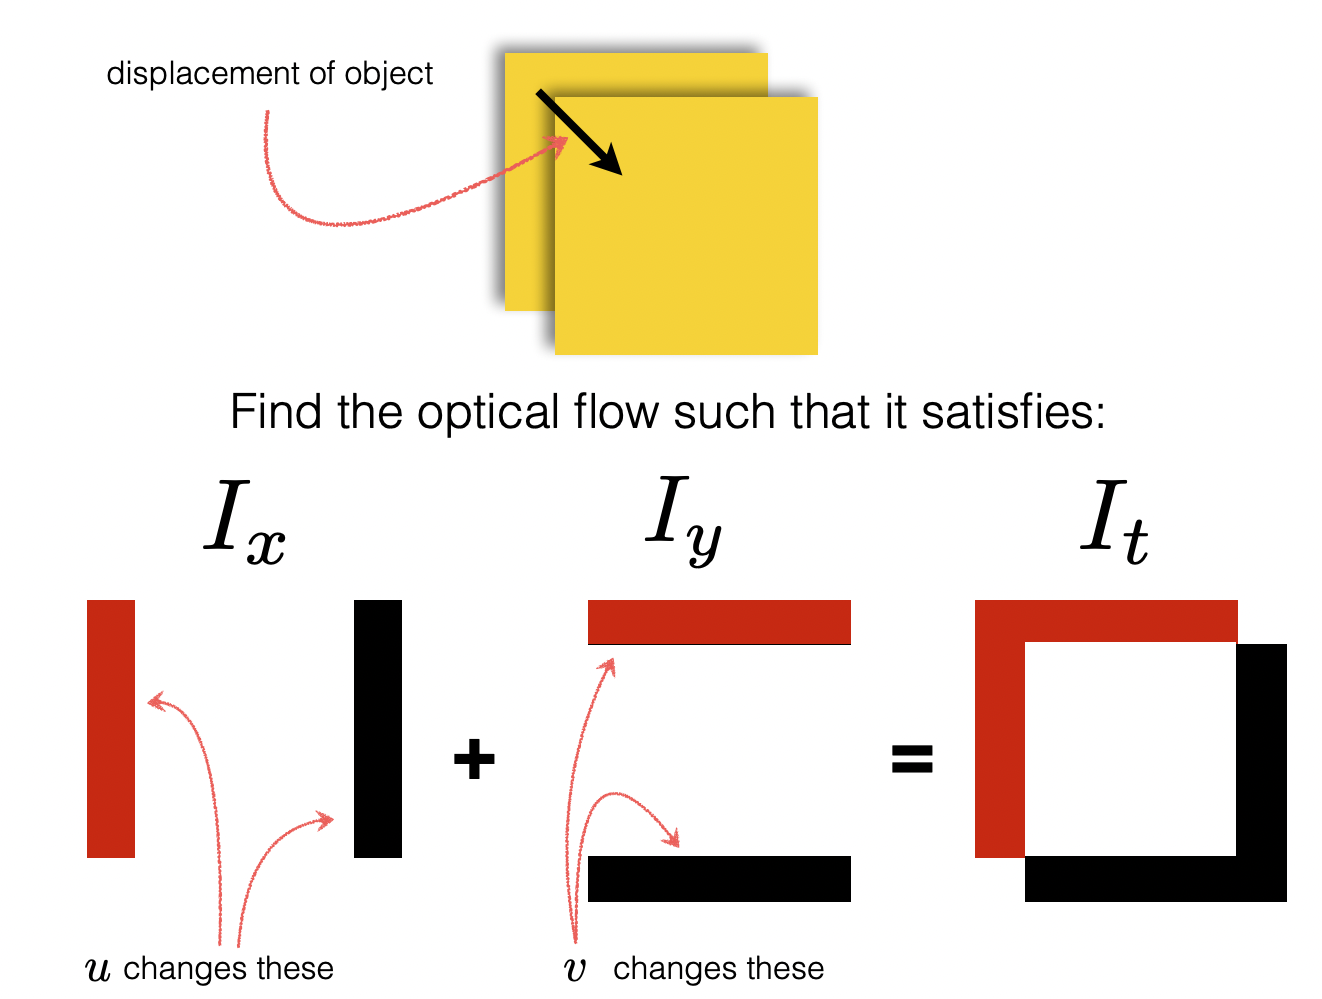 displacement of object
Find the optical flow such that it satisfies:
I_x I_y I_t
+ =
u changes these v changes these